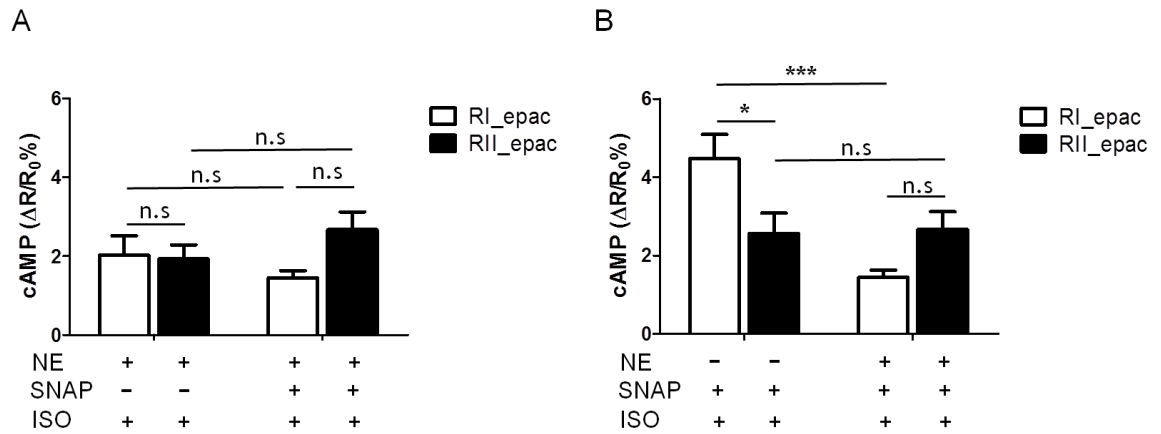 A
B
cAMP (ΔR/R₀%)
6
4
2
0
n.s
n.s
n.s
n.s
RI_epac
RII_epac
NE + + + +
SNAP – – + +
ISO + + + +
cAMP (ΔR/R₀%)
6
4
2
0
***
*
n.s
n.s
RI_epac
RII_epac
NE – – + +
SNAP + + + +
ISO + + + +